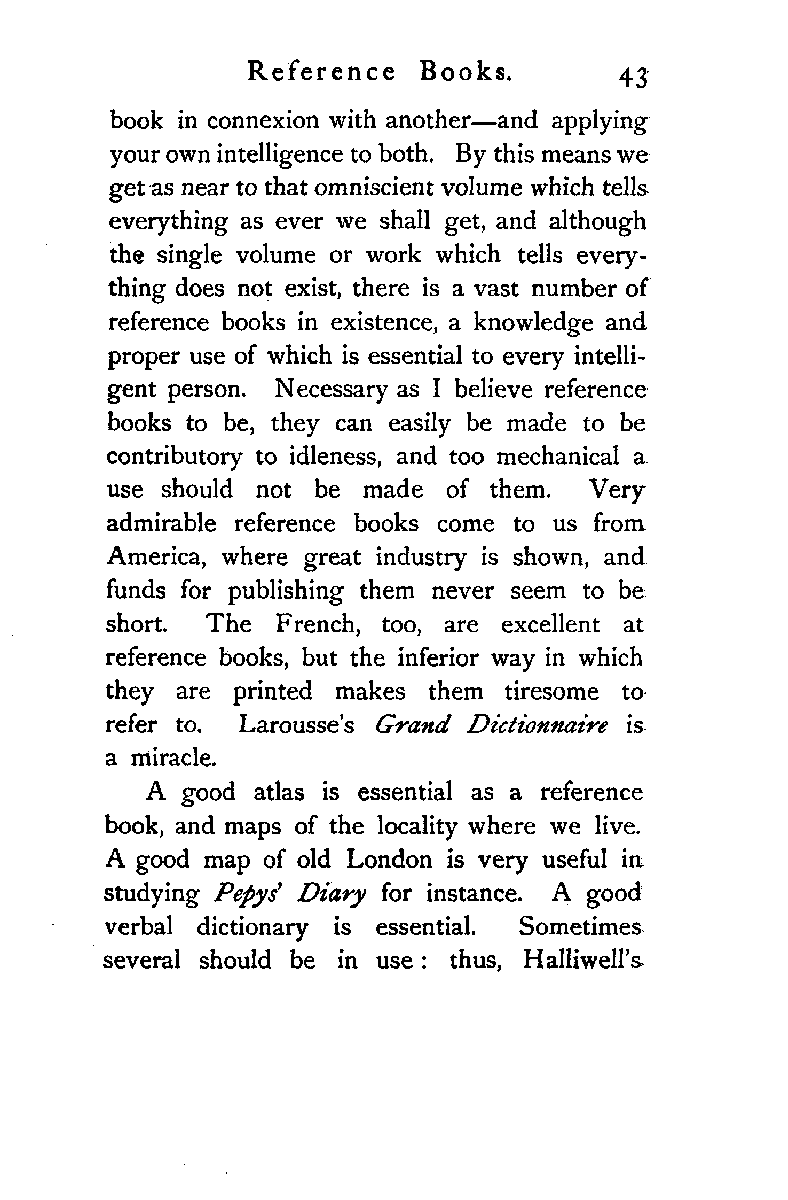 Reference Books. 43
book in connexion with another—and applying
your own intelligence to both. By this means we
get as near to that omniscient volume which tells
everything as ever we shall get, and although
the single volume or work which tells every-
thing does not exist, there is a vast number of
reference books in existence, a knowledge and
proper use of which is essential to every intelli-
gent person. Necessary as I believe reference
books to be, they can easily be made to be
contributory to idleness, and too mechanical a
use should not be made of them. Very
admirable reference books come to us from
America, where great industry is shown, and
funds for publishing them never seem to be
short. The French, too, are excellent at
reference books, but the inferior way in which
they are printed makes them tiresome to
refer to. Larousse's Grand Dictionnaire is
a miracle.
A good atlas is essential as a reference
book, and maps of the locality where we live.
A good map of old London is very useful in
studying Pepys' Diary for instance. A good
verbal dictionary is essential. Sometimes
several should be in use : thus, Halliwell's